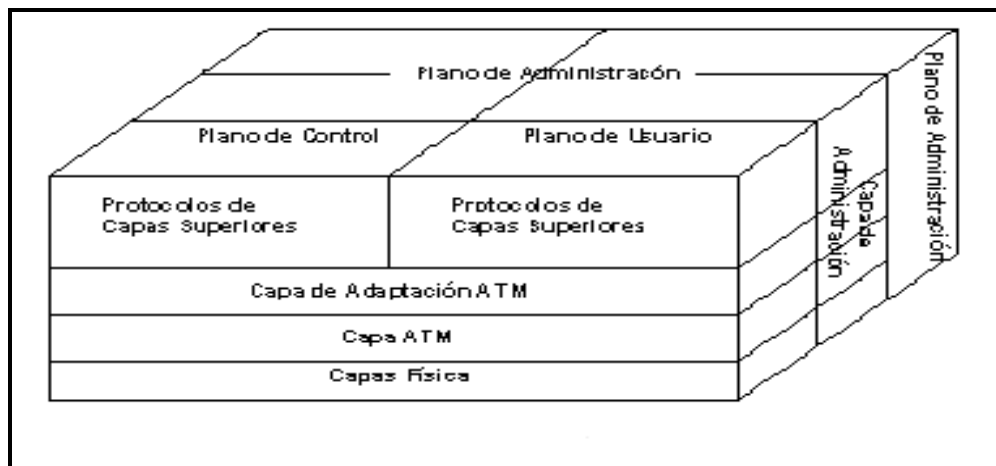 Plano de Administracón
Plano de Control
Plano de Usuario
Protocolos de
Capas Superiores
Protocolos de
Capas Superiores
Capa de Adaptación ATM
Capa ATM
Capas Física
Capa de
Administración
Plano de Administración